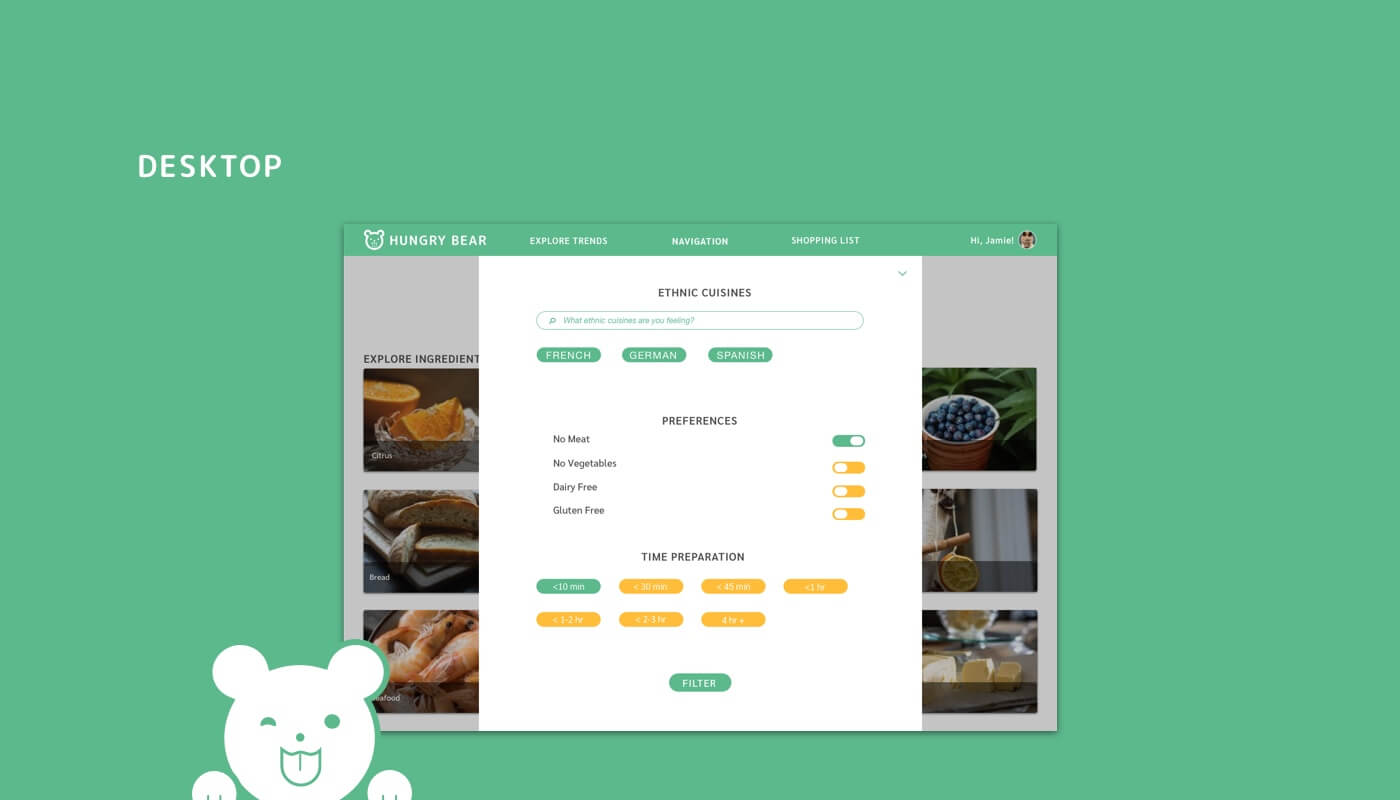 DESKTOP
HUNGRY BEAR
EXPLORE TRENDS
NAVIGATION
SHOPPING LIST
Hi, Jamie!
ETHNIC CUISINES
What ethnic cuisines are you feeling?
FRENCH
GERMAN
SPANISH
EXPLORE INGREDIENT
PREFERENCES
No Meat
No Vegetables
Dairy Free
Gluten Free
TIME PREPARATION
<10 min
< 30 min
< 45 min
<1 hr
< 1-2 hr
< 2-3 hr
4 hr +
FILTER
Citrus
Bread
eafood
s